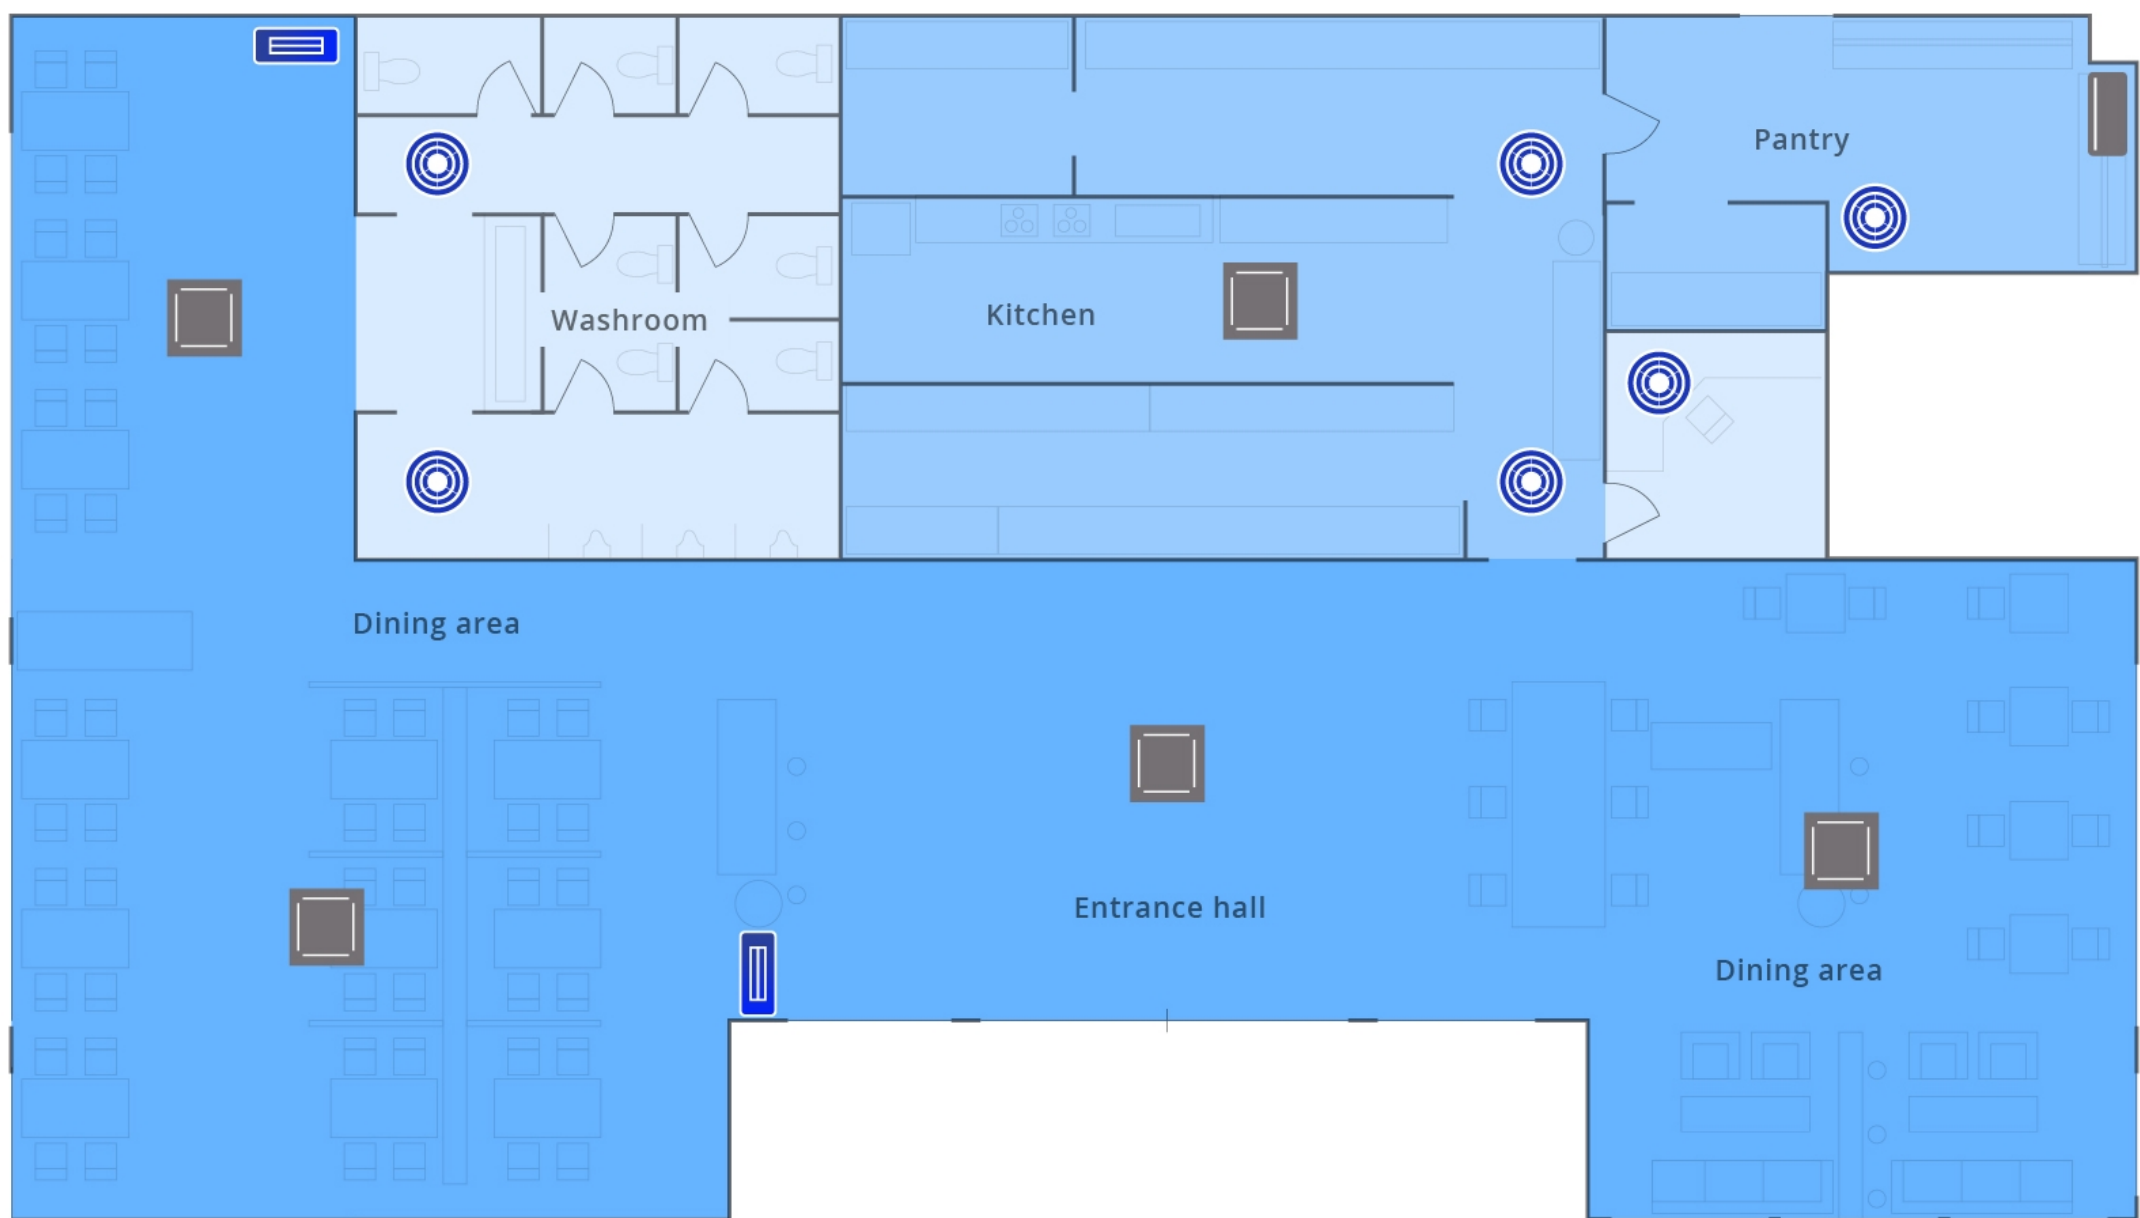 Pantry
Kitchen
Washroom
Dining area
Entrance hall
Dining area